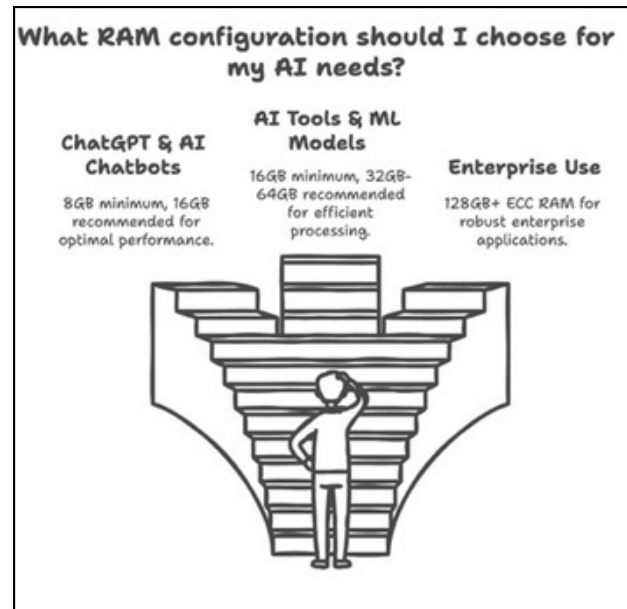 What RAM configuration should I choose for
my AI needs?
ChatGPT & AI
Chatbots
8GB minimum, 16GB
recommended for
optimal performance.
AI Tools & ML
Models
16GB minimum, 32GB-
64GB recommended
for efficient
processing.
Enterprise Use
128GB+ ECC RAM for
robust enterprise
applications.